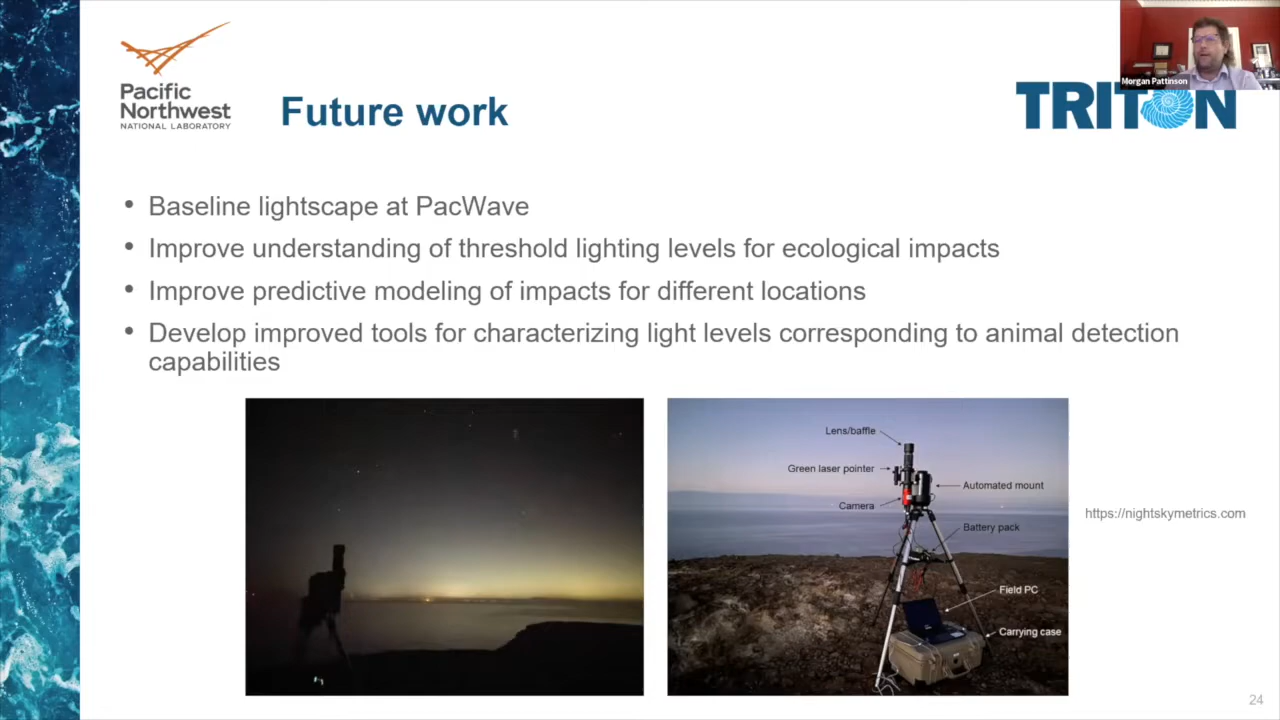 Morgan Pattinson
Pacific
Northwest
NATIONAL LABORATORY
Future work
TRITON
• Baseline lightscape at PacWave
• Improve understanding of threshold lighting levels for ecological impacts
• Improve predictive modeling of impacts for different locations
• Develop improved tools for characterizing light levels corresponding to animal detection
capabilities
Lens/baffle
Green laser pointer
Automated mount
Camera
Battery pack
Field PC
Carrying case
https://nightskymetrics.com
24